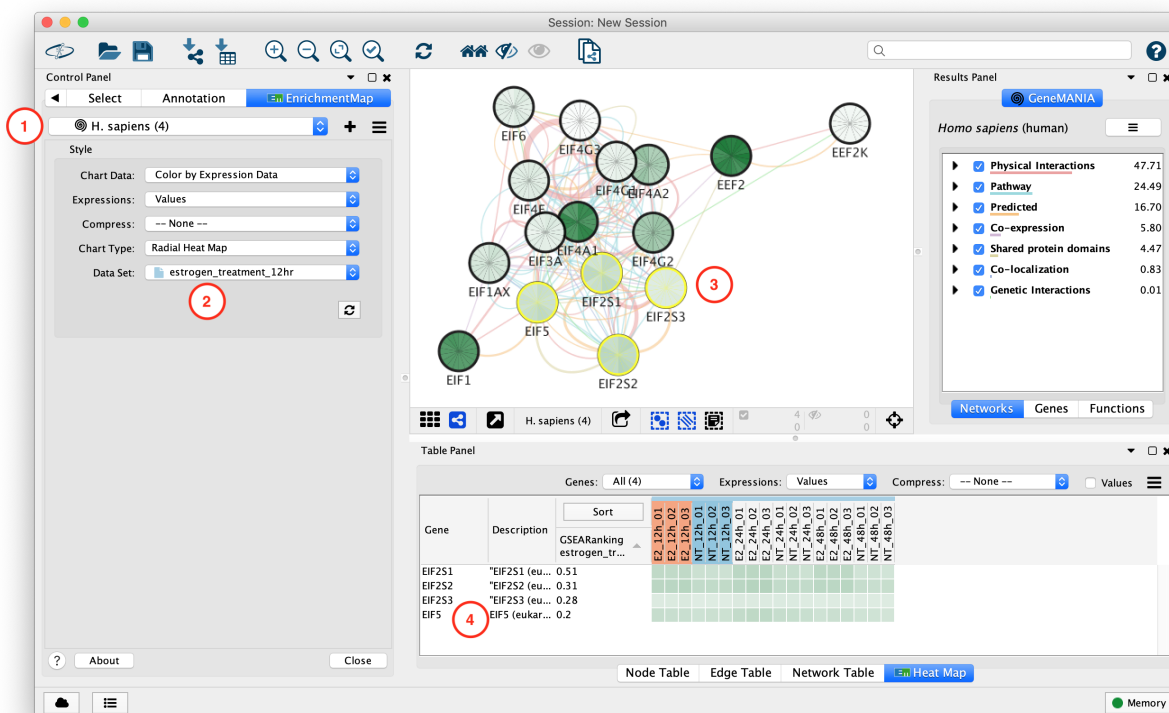 Session: New Session
Control Panel
Select Annotation EnrichmentMap
1
H. sapiens (4)
Style
Chart Data: Color by Expression Data
Expressions: Values
Compress: -- None --
Chart Type: Radial Heat Map
Data Set: estrogen_treatment_12hr
2
? About Close
EIF6
EIF4G3
EEF2K
EIF4G1
EIF4A2
EEF2
EIF4E
EIF4A1
EIF3A
EIF4G2
EIF1AX
EIF2S1
3
EIF2S3
EIF5
EIF1
EIF2S2
H. sapiens (4) 4 0
0 0
Results Panel
GeneMANIA
Homo sapiens (human)
Physical Interactions 47.71
Pathway 24.49
Predicted 16.70
Co-expression 5.80
Shared protein domains 4.47
Co-localization 0.83
Genetic Interactions 0.01
Networks Genes Functions
Table Panel
Genes: All (4) Expressions: Values Compress: -- None -- Values
Gene Description Sort
GSEARanking
estrogen_tr...
E2_12h_01
E2_12h_02
E2_12h_03
NT_12h_01
NT_12h_02
NT_12h_03
E2_24h_01
E2_24h_02
E2_24h_03
NT_24h_01
NT_24h_02
NT_24h_03
E2_48h_01
E2_48h_02
E2_48h_03
NT_48h_01
NT_48h_02
NT_48h_03
EIF2S1 "EIF2S1 (eu... 0.51
EIF2S2 "EIF2S2 (eu... 0.31
EIF2S3 "EIF2S3 (eu... 0.28
EIF5 EIF5 (eukar... 0.2
4
Node Table Edge Table Network Table Heat Map
Memory